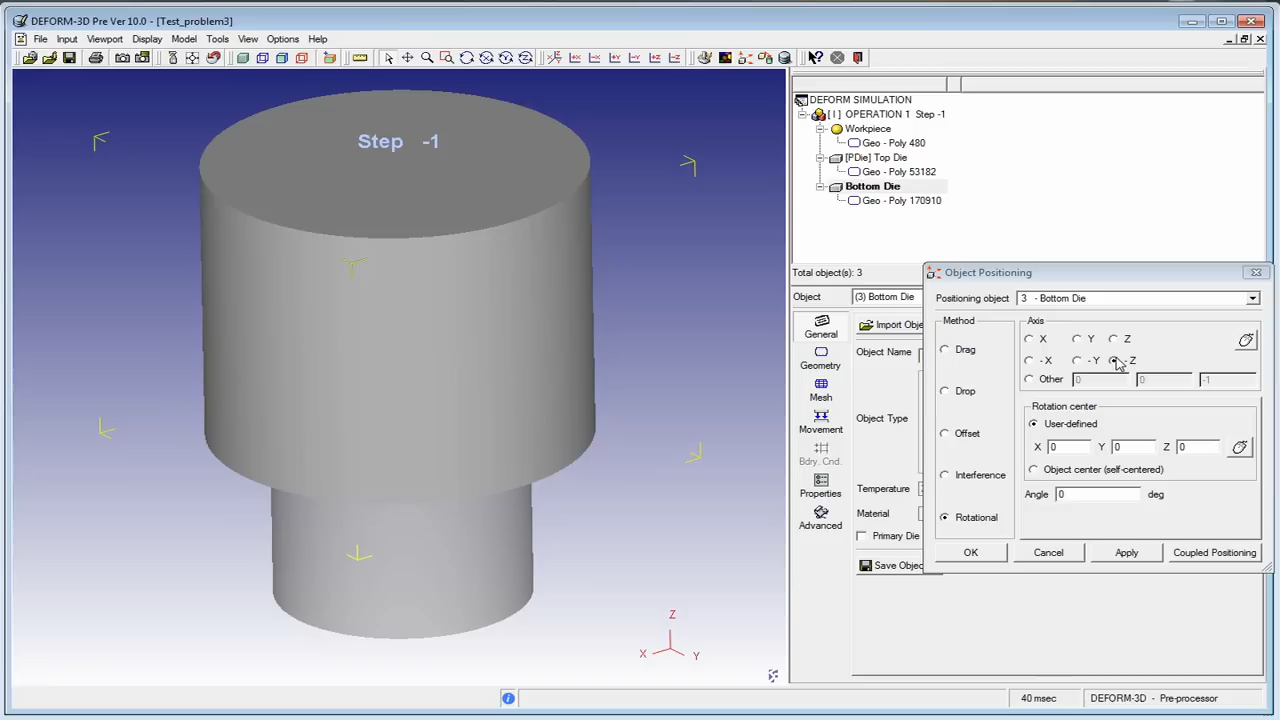 DEFORM-3D Pre Ver 10.0 - [Test_problem3]
File Input Viewport Display Model Tools View Options Help
Step -1
Z
X
Y
DEFORM SIMULATION
[ I ] OPERATION 1 Step -1
Workpiece
Geo - Poly 480
[PDie] Top Die
Geo - Poly 53182
Bottom Die
Geo - Poly 170910
Total object(s): 3
Object
(3) Bottom Die
General
Geometry
Mesh
Movement
Bdry. Cnd.
Properties
Advanced
Import Obje
Object Name
Object Type
Temperature
Material
Primary Die
Save Objec
Object Positioning
Positioning object 3 - Bottom Die
Method
Drag
Drop
Offset
Interference
Rotational
Axis
X Y Z
- X - Y - Z
Other 0 0 -1
Rotation center
User-defined
X 0 Y 0 Z 0
Object center (self-centered)
Angle 0 deg
OK Cancel Apply Coupled Positioning
40 msec DEFORM-3D - Pre-processor